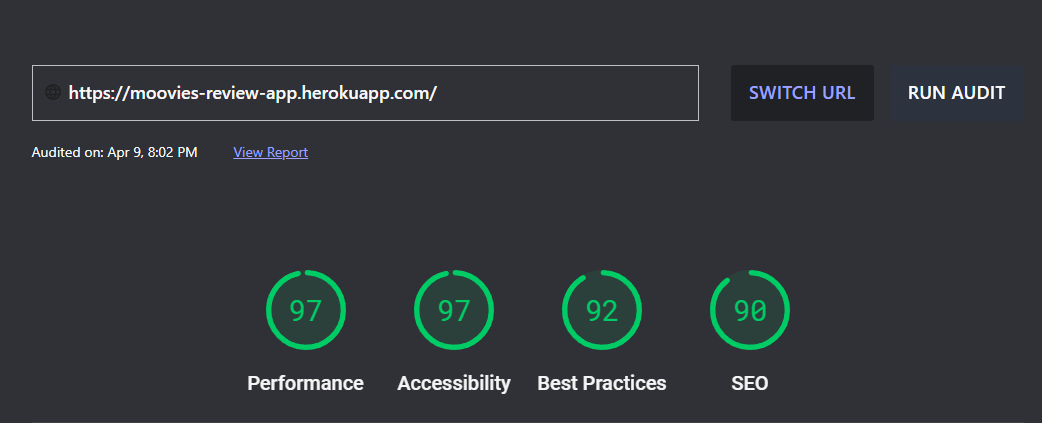 https://moovies-review-app.herokuapp.com/ SWITCH URL RUN AUDIT
Audited on: Apr 9, 8:02 PM View Report
97 97 92 90
Performance Accessibility Best Practices SEO